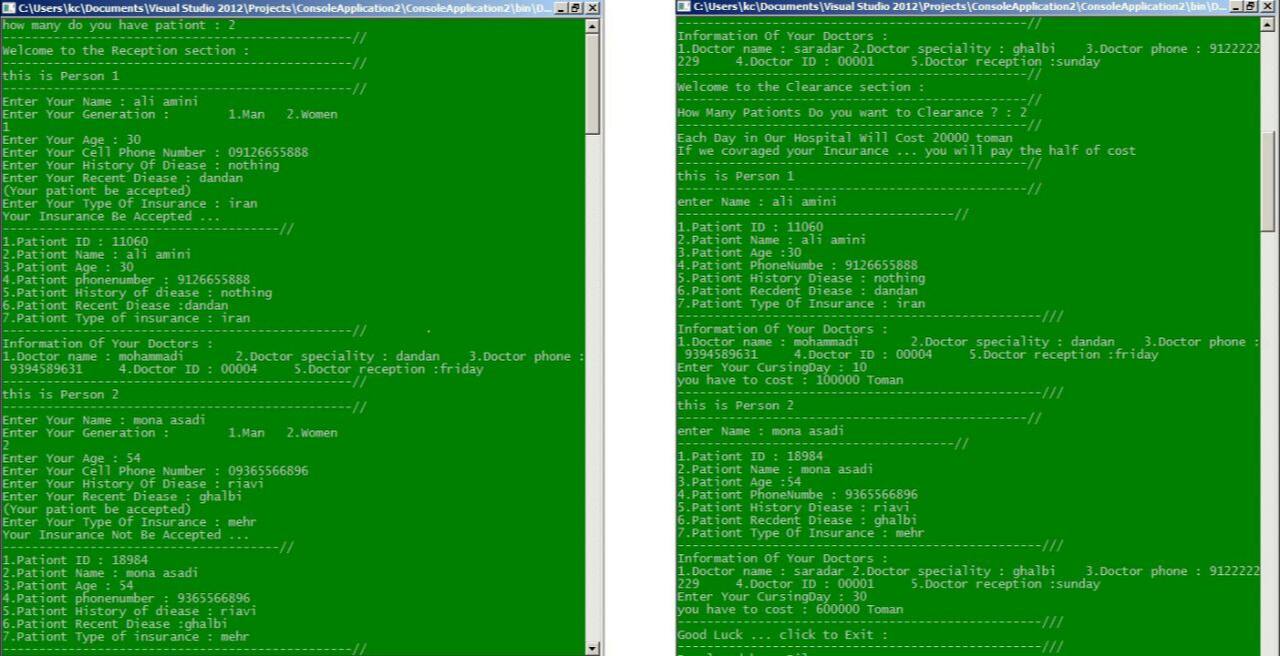 C:\Users\kc\Documents\Visual Studio 2012\Projects\ConsoleApplication2\ConsoleApplication2\bin\D...
how many do you have pationt : 2
--------------------------------------------------//
Welcome to the Reception section :
--------------------------------------------------//
this is Person 1
--------------------------------------------------//
Enter Your Name : ali amini
Enter Your Generation :        1.Man   2.Women
1
Enter Your Age : 30
Enter Your Cell Phone Number : 09126655888
Enter Your History Of Diease : nothing
Enter Your Recent Diease : dandan
(Your pationt be accepted)
Enter Your Type Of Insurance : iran
Your Insurance Be Accepted ...
----------------------------------------//
1.Pationt ID : 11060
2.Pationt Name : ali amini
3.Pationt Age : 30
4.Pationt phonenumber : 9126655888
5.Pationt History of diease : nothing
6.Pationt Recent Diease :dandan
7.Pationt Type of insurance : iran
--------------------------------------------------//
Information Of Your Doctors :
1.Doctor name : mohammadi       2.Doctor speciality : dandan    3.Doctor phone :
 9394589631     4.Doctor ID : 00004     5.Doctor reception :friday
--------------------------------------------------//
this is Person 2
--------------------------------------------------//
Enter Your Name : mona asadi
Enter Your Generation :        1.Man   2.Women
2
Enter Your Age : 54
Enter Your Cell Phone Number : 09365566896
Enter Your History Of Diease : riavi
Enter Your Recent Diease : ghalbi
(Your pationt be accepted)
Enter Your Type Of Insurance : mehr
Your Insurance Not Be Accepted ...
----------------------------------------//
1.Pationt ID : 18984
2.Pationt Name : mona asadi
3.Pationt Age : 54
4.Pationt phonenumber : 9365566896
5.Pationt History of diease : riavi
6.Pationt Recent Diease :ghalbi
7.Pationt Type of insurance : mehr
--------------------------------------------------//
C:\Users\kc\Documents\Visual Studio 2012\Projects\ConsoleApplication2\ConsoleApplication2\bin\D...
--------------------------------------------------//
Information Of Your Doctors :
1.Doctor name : saradar 2.Doctor speciality : ghalbi    3.Doctor phone : 9122222
229     4.Doctor ID : 00001     5.Doctor reception :sunday
--------------------------------------------------//
Welcome to the Clearance section :
--------------------------------------------------//
How Many Pationts Do you want to Clearance ? : 2
--------------------------------------------------//
Each Day in Our Hospital Will Cost 20000 toman
If we covraged your Incurance ... you will pay the half of cost
--------------------------------------------------//
this is Person 1
--------------------------------------------------//
enter Name : ali amini
----------------------------------------//
1.Pationt ID : 11060
2.Pationt Name : ali amini
3.Pationt Age :30
4.Pationt PhoneNumbe : 9126655888
5.Pationt History Diease : nothing
6.Pationt Recdent Diease : dandan
7.Pationt Type Of Insurance : iran
----------------------------------------------------///
Information Of Your Doctors :
1.Doctor name : mohammadi       2.Doctor speciality : dandan    3.Doctor phone :
 9394589631     4.Doctor ID : 00004     5.Doctor reception :friday
Enter Your CursingDay : 10
you have to cost : 100000 Toman
----------------------------------------------------///
this is Person 2
--------------------------------------------------//
enter Name : mona asadi
----------------------------------------//
1.Pationt ID : 18984
2.Pationt Name : mona asadi
3.Pationt Age :54
4.Pationt PhoneNumbe : 9365566896
5.Pationt History Diease : riavi
6.Pationt Recdent Diease : ghalbi
7.Pationt Type Of Insurance : mehr
----------------------------------------------------///
Information Of Your Doctors :
1.Doctor name : saradar 2.Doctor speciality : ghalbi    3.Doctor phone : 9122222
229     4.Doctor ID : 00001     5.Doctor reception :sunday
Enter Your CursingDay : 30
you have to cost : 600000 Toman
----------------------------------------------------///
Good Luck ... click to Exit :
----------------------------------------------------///